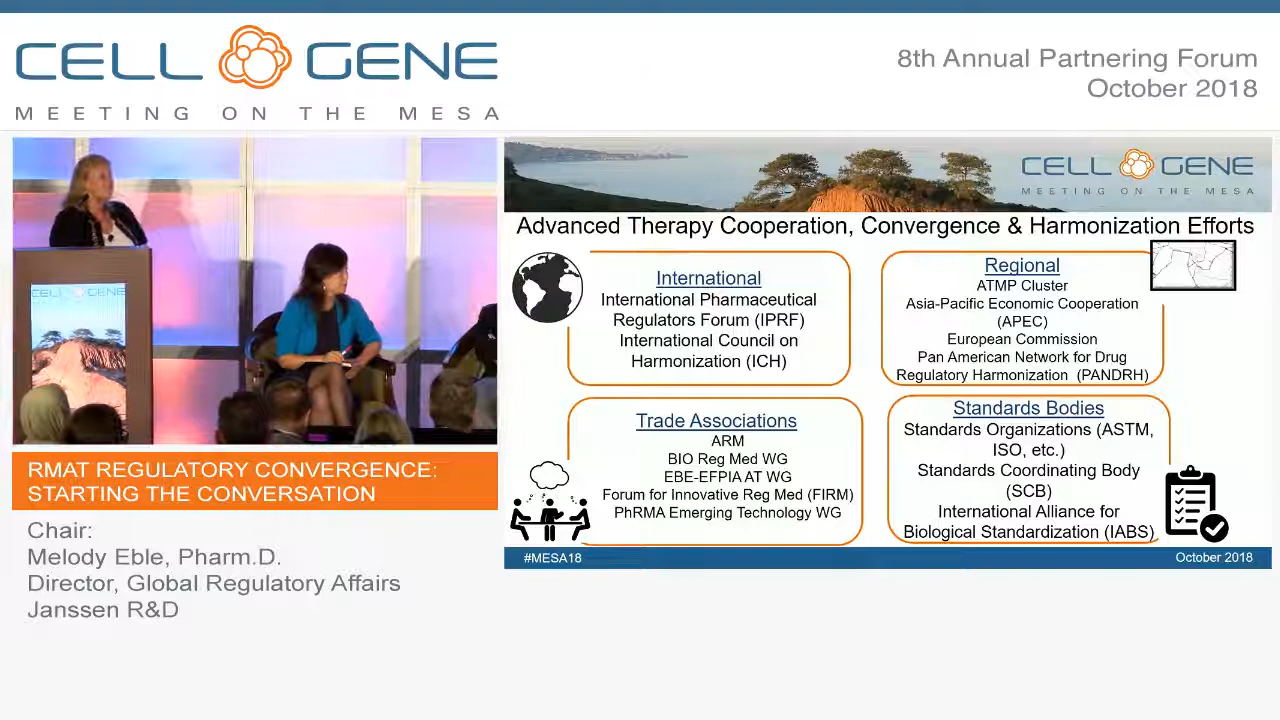 CELL GENE
MEETING ON THE MESA
8th Annual Partnering Forum
October 2018
CELL GENE
RMAT REGULATORY CONVERGENCE:
STARTING THE CONVERSATION
Chair:
Melody Eble, Pharm.D.
Director, Global Regulatory Affairs
Janssen R&D
CELL GENE
MEETING ON THE MESA
Advanced Therapy Cooperation, Convergence & Harmonization Efforts
International
International Pharmaceutical
Regulators Forum (IPRF)
International Council on
Harmonization (ICH)
Regional
ATMP Cluster
Asia-Pacific Economic Cooperation
(APEC)
European Commission
Pan American Network for Drug
Regulatory Harmonization (PANDRH)
Trade Associations
ARM
BIO Reg Med WG
EBE-EFPIA AT WG
Forum for Innovative Reg Med (FIRM)
PhRMA Emerging Technology WG
Standards Bodies
Standards Organizations (ASTM,
ISO, etc.)
Standards Coordinating Body
(SCB)
International Alliance for
Biological Standardization (IABS)
#MESA18
October 2018